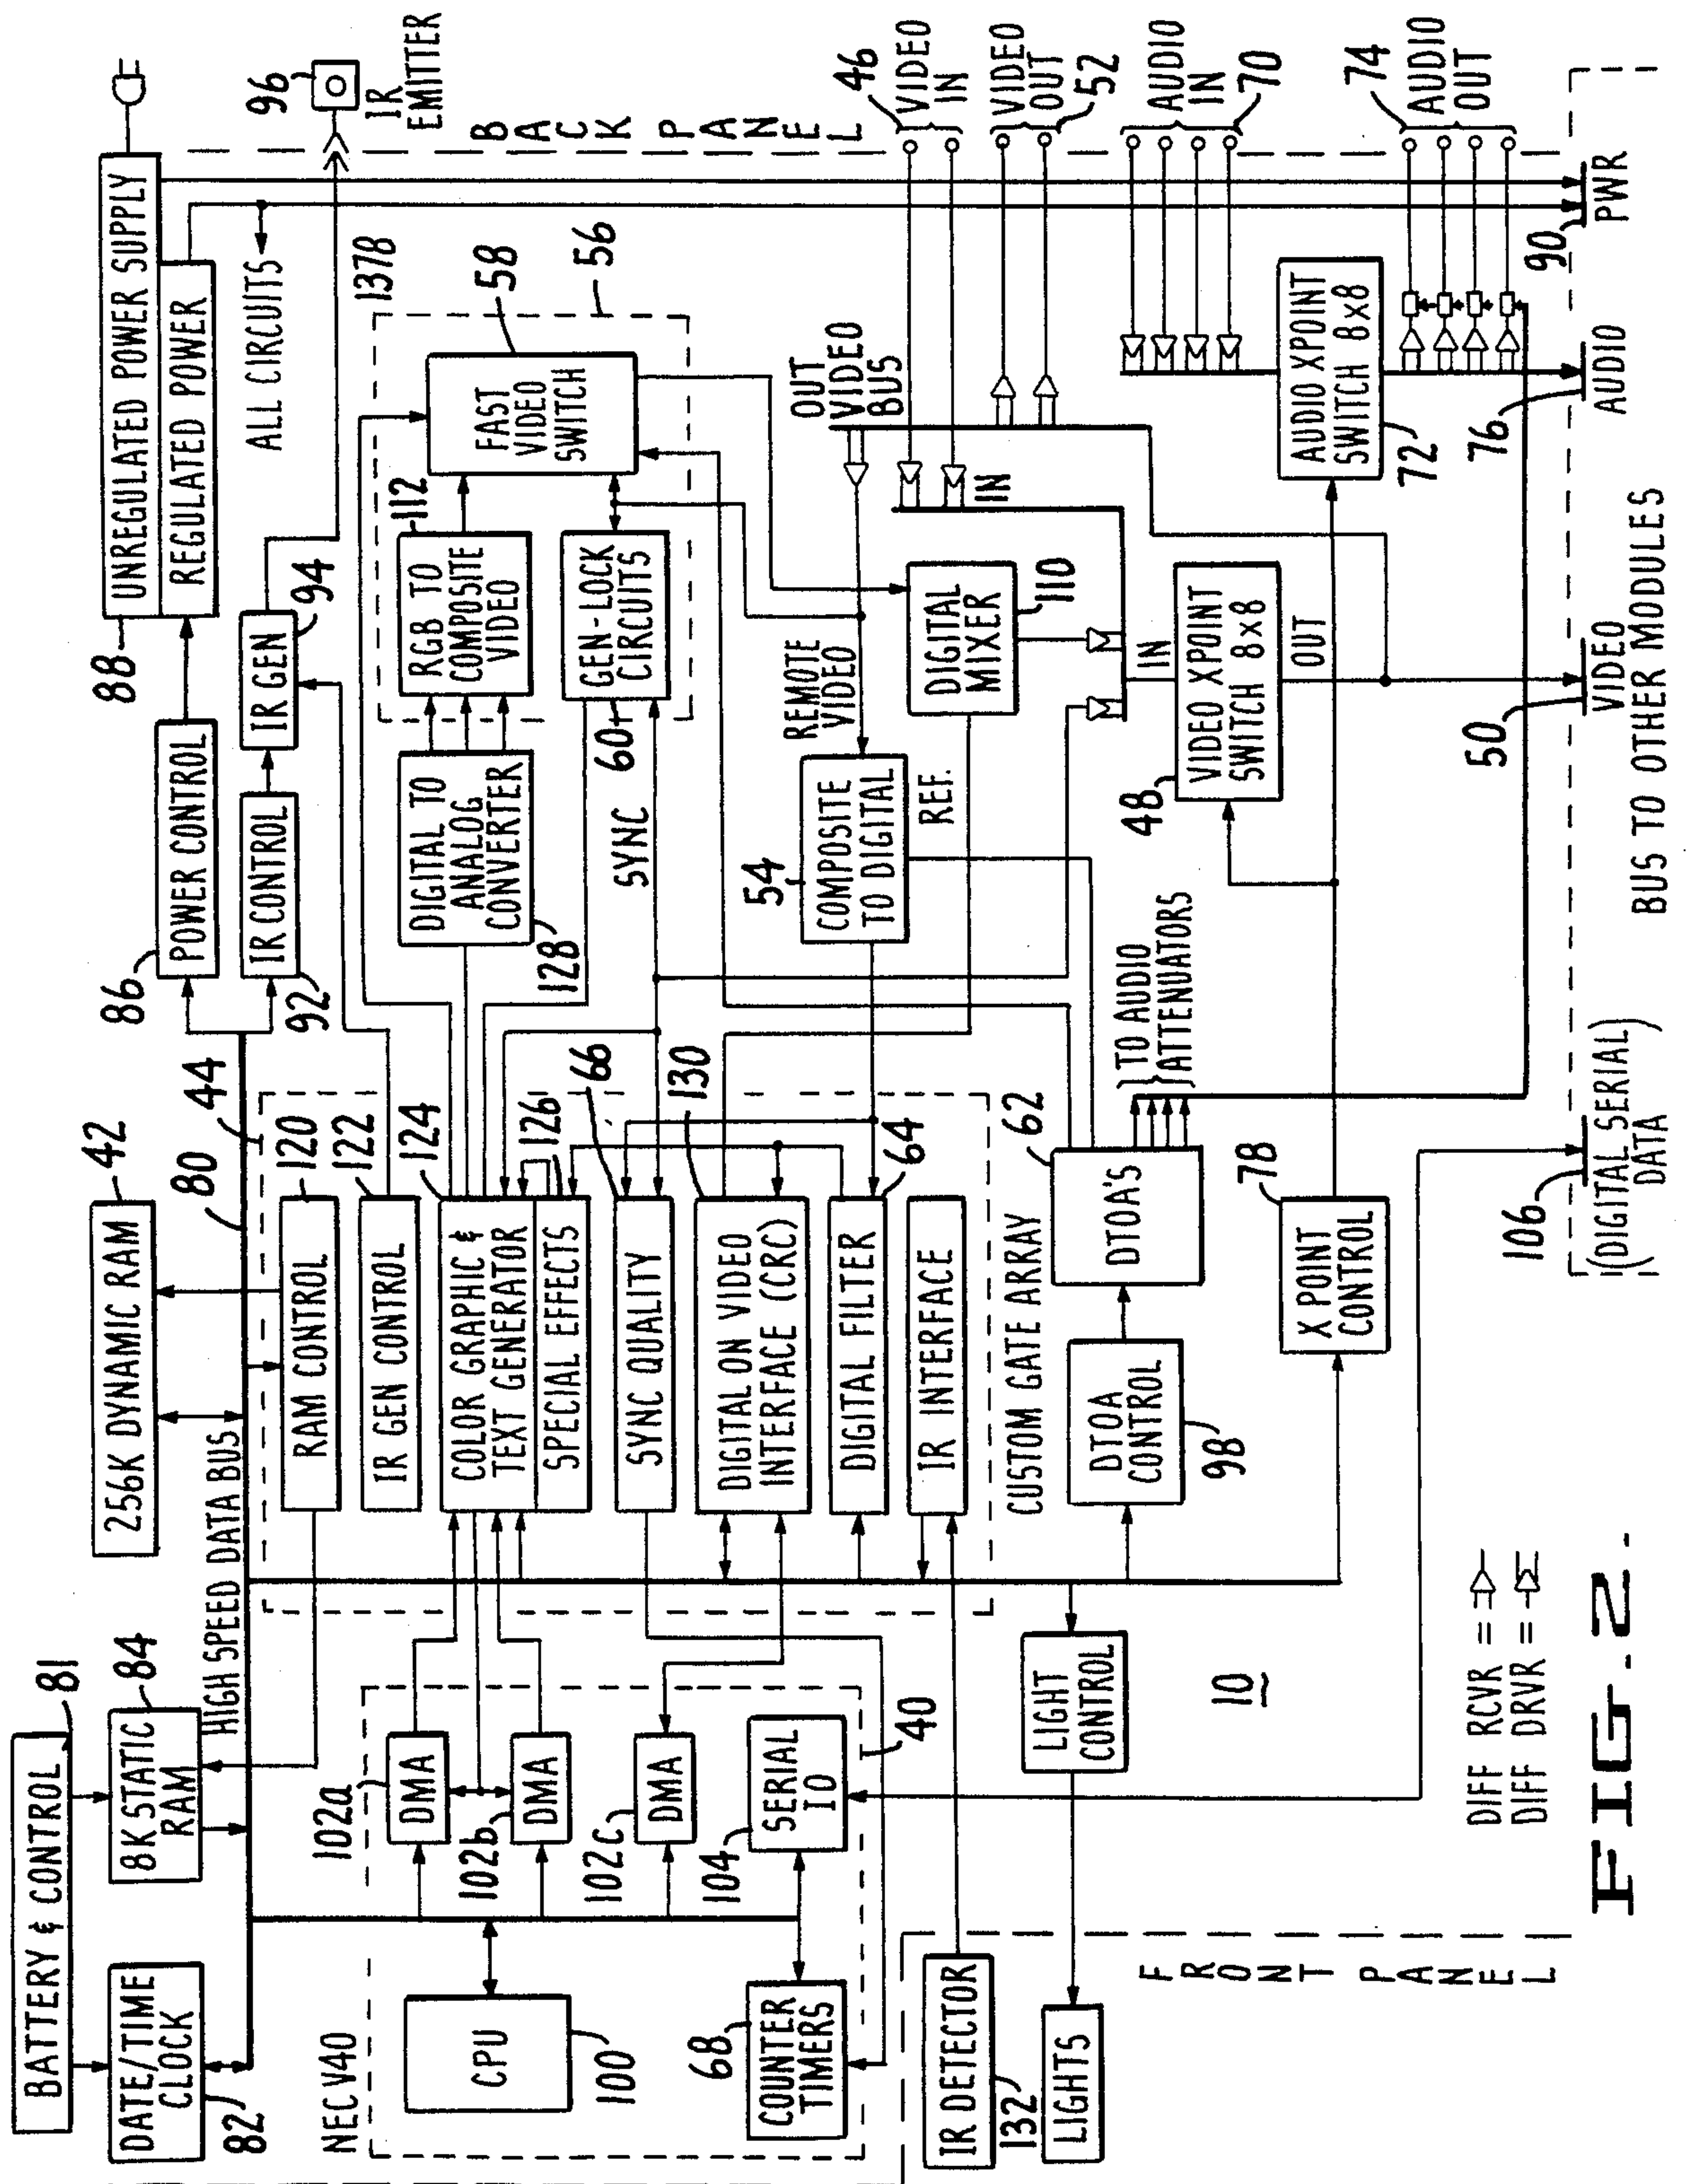 BATTERY & CONTROL
81
DATE/TIME
CLOCK
82
8K STATIC
RAM
84
HIGH SPEED DATA BUS
256K DYNAMIC RAM
42
44
80
86
POWER CONTROL
88
UNREGULATED POWER SUPPLY
REGULATED POWER
IR CONTROL
92
IR GEN
94
ALL CIRCUITS
96
IR
EMITTER
BACK PANEL
NECV40
CPU
100
68
COUNTER
TIMERS
102a
DMA
102b
DMA
102c
DMA
104
SERIAL
IO
40
RAM CONTROL
120
IR GEN CONTROL
122
COLOR GRAPHIC &
TEXT GENERATOR
124
SPECIAL EFFECTS
126
SYNC QUALITY
66
DIGITAL ON VIDEO
INTERFACE (CRC)
130
DIGITAL FILTER
64
IR INTERFACE
CUSTOM GATE ARRAY
DIGITAL TO
ANALOG
CONVERTER
128
RGB TO
COMPOSITE
VIDEO
112
GEN-LOCK
CIRCUITS
60
SYNC
FAST
VIDEO
SWITCH
58
137B
56
REMOTE
VIDEO
54
COMPOSITE
TO DIGITAL
REF.
DIGITAL
MIXER
110
OUT
VIDEO
BUS
IN
46
VIDEO
IN
VIDEO
OUT
52
AUDIO
IN
70
74
AUDIO
OUT
IN
48
VIDEO XPOINT
SWITCH 8x8
OUT
AUDIO XPOINT
SWITCH 8x8
72
DTOA
CONTROL
98
DTOA'S
62
TO AUDIO
ATTENUATORS
78
X POINT
CONTROL
LIGHT
CONTROL
10
IR DETECTOR
132
LIGHTS
FRONT PANEL
DIFF RCVR =
DIFF DRVR =
106
(DIGITAL SERIAL)
DATA
50
VIDEO
76
AUDIO
90
PWR
BUS TO OTHER MODULES
FIG. 2.